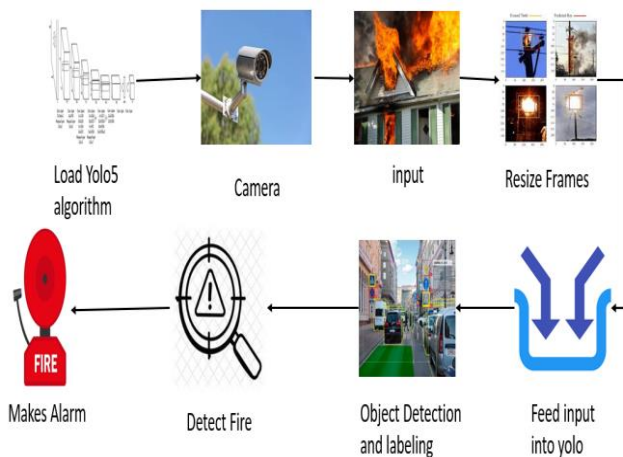 Load Yolo5
algorithm
Camera
input
Resize Frames
FIRE
Makes Alarm
Detect Fire
Object Detection
and labeling
Feed input
into yolo